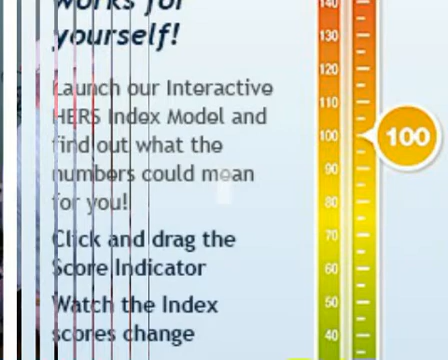 works for
yourself!
Launch our Interactive
HERS Index Model and
find out what the
numbers could mean
for you!
Click and drag the
Score Indicator
Watch the Index
scores change
140
130
120
110
100
90
80
70
60
50
40
100